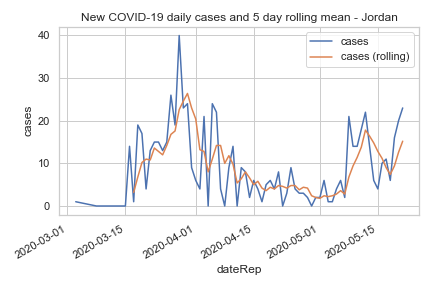 New COVID-19 daily cases and 5 day rolling mean - Jordan
cases
cases (rolling)
40
30
20
10
0
cases
2020-03-01
2020-03-15
2020-04-01
2020-04-15
2020-05-01
2020-05-15
dateRep